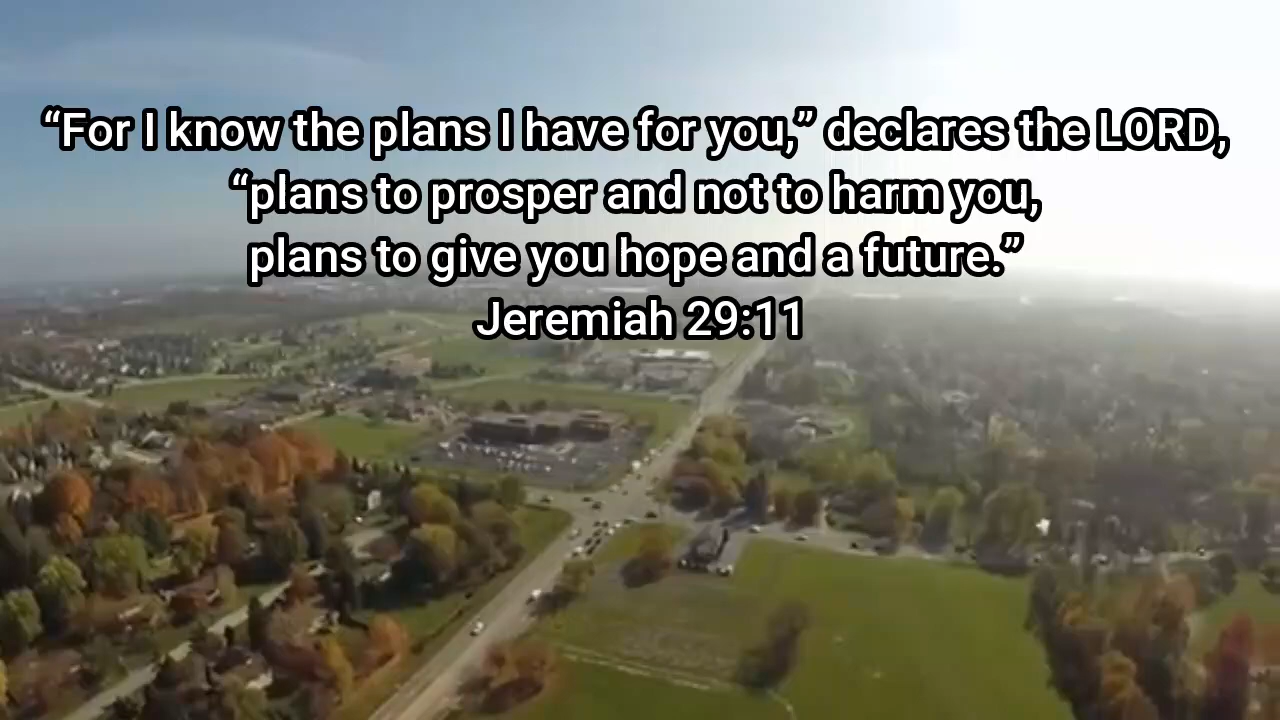 “For I know the plans I have for you,” declares the LORD,
“plans to prosper and not to harm you,
plans to give you hope and a future.”
Jeremiah 29:11